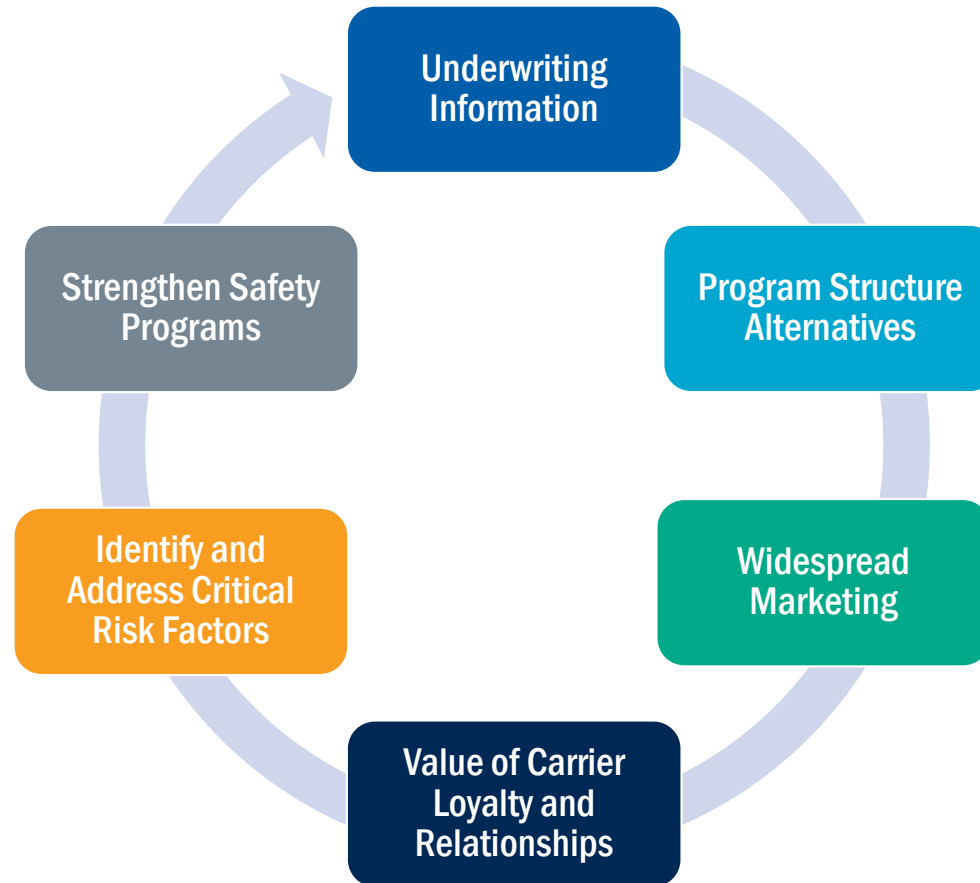 Underwriting
Information
Program Structure
Alternatives
Widespread
Marketing
Value of Carrier
Loyalty and
Relationships
Identify and
Address Critical
Risk Factors
Strengthen Safety
Programs